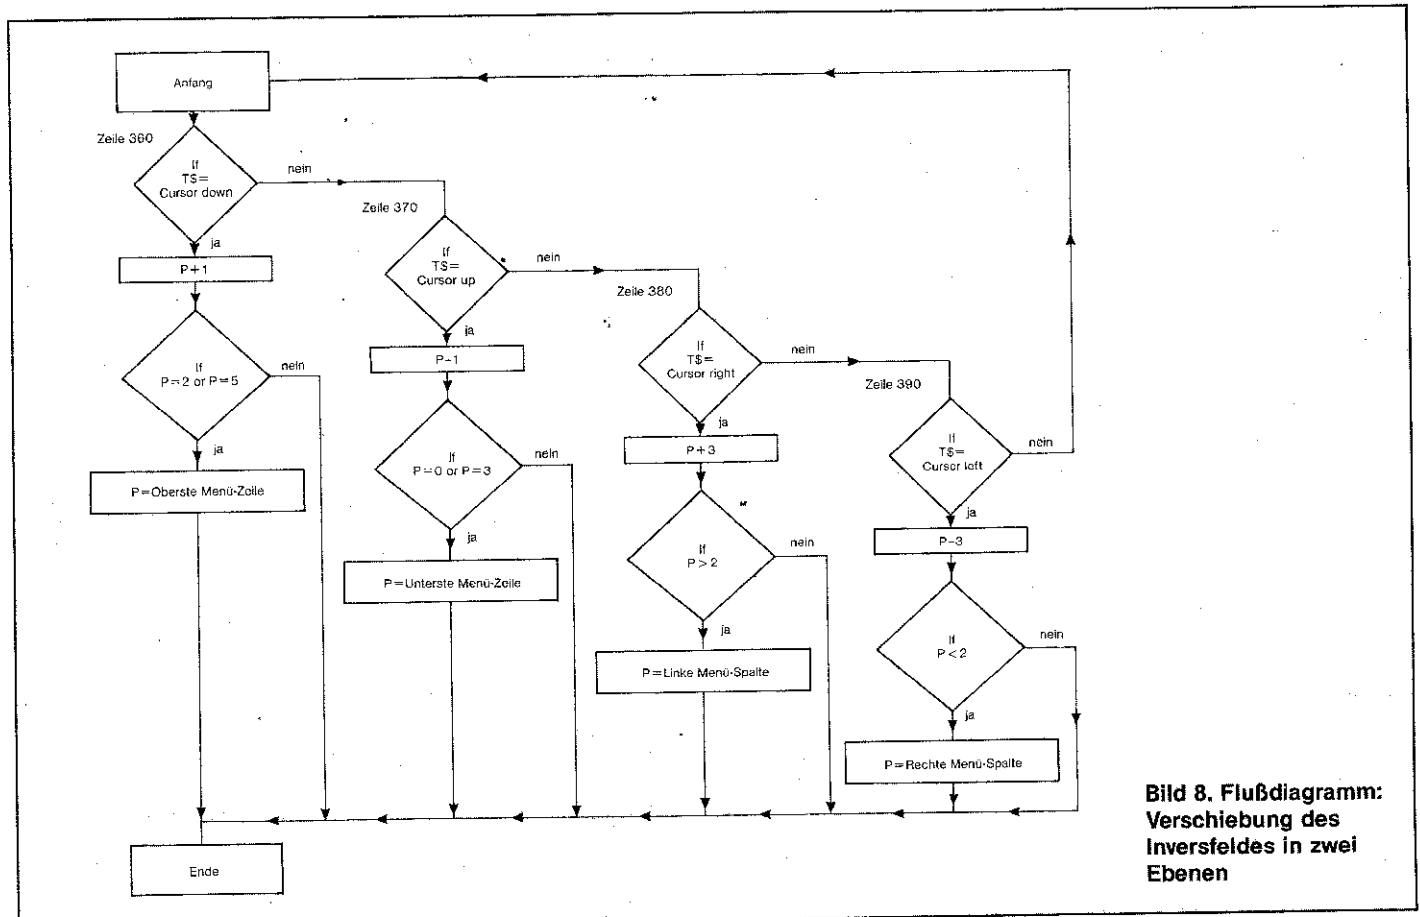 Anfang
Zeile 360
If
T$=
Cursor down
nein
ja
P+1
If
P=2 or P=5
nein
ja
P=Oberste Menü-Zeile
Zeile 370
If
T$=
Cursor up
nein
ja
P-1
If
P=0 or P=3
nein
ja
P=Unterste Menü-Zeile
Zeile 380
If
T$=
Cursor right
nein
ja
P+3
If
P>2
nein
ja
P=Linke Menü-Spalte
Zeile 390
If
T$=
Cursor left
nein
ja
P-3
If
P<2
nein
ja
P=Rechte Menü-Spalte
Ende
Bild 8. Flußdiagramm:
Verschiebung des
Inversfeldes in zwei
Ebenen